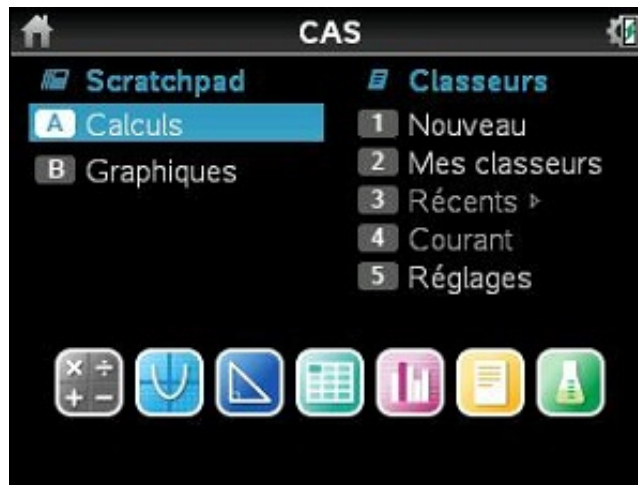 CAS
Scratchpad
A Calculs
B Graphiques
Classeurs
1 Nouveau
2 Mes classeurs
3 Récents
4 Courant
5 Réglages